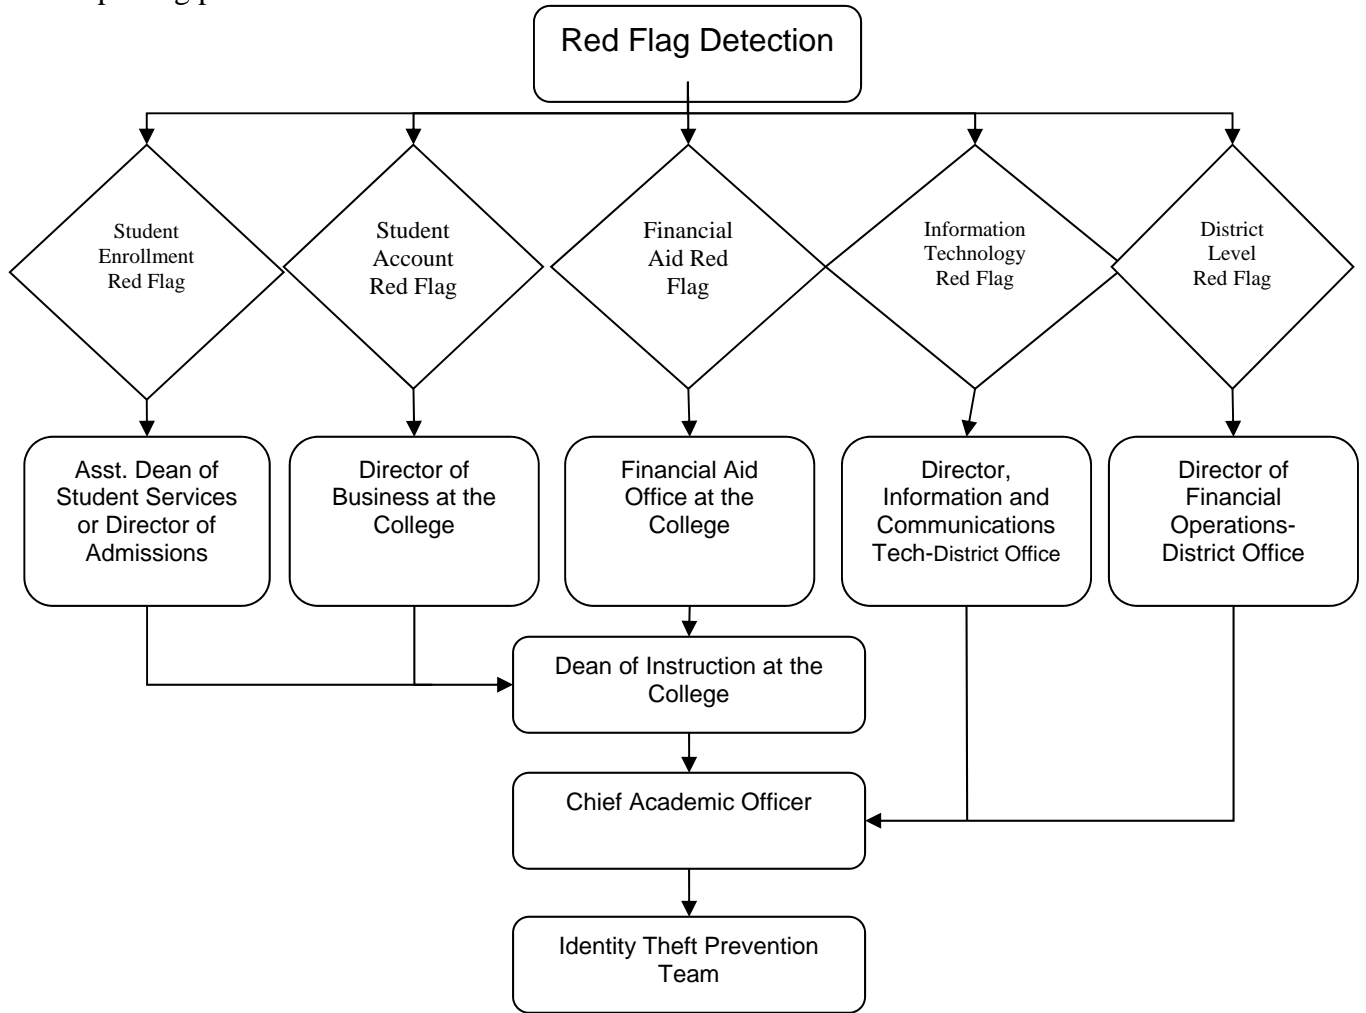 Red Flag Detection
Student
Enrollment
Red Flag
Student
Account
Red Flag
Financial
Aid Red
Flag
Information
Technology
Red Flag
District
Level
Red Flag
Asst. Dean of
Student Services
or Director of
Admissions
Director of
Business at the
College
Financial Aid
Office at the
College
Director,
Information and
Communications
Tech-District Office
Director of
Financial
Operations-
District Office
Dean of Instruction at the
College
Chief Academic Officer
Identity Theft Prevention
Team